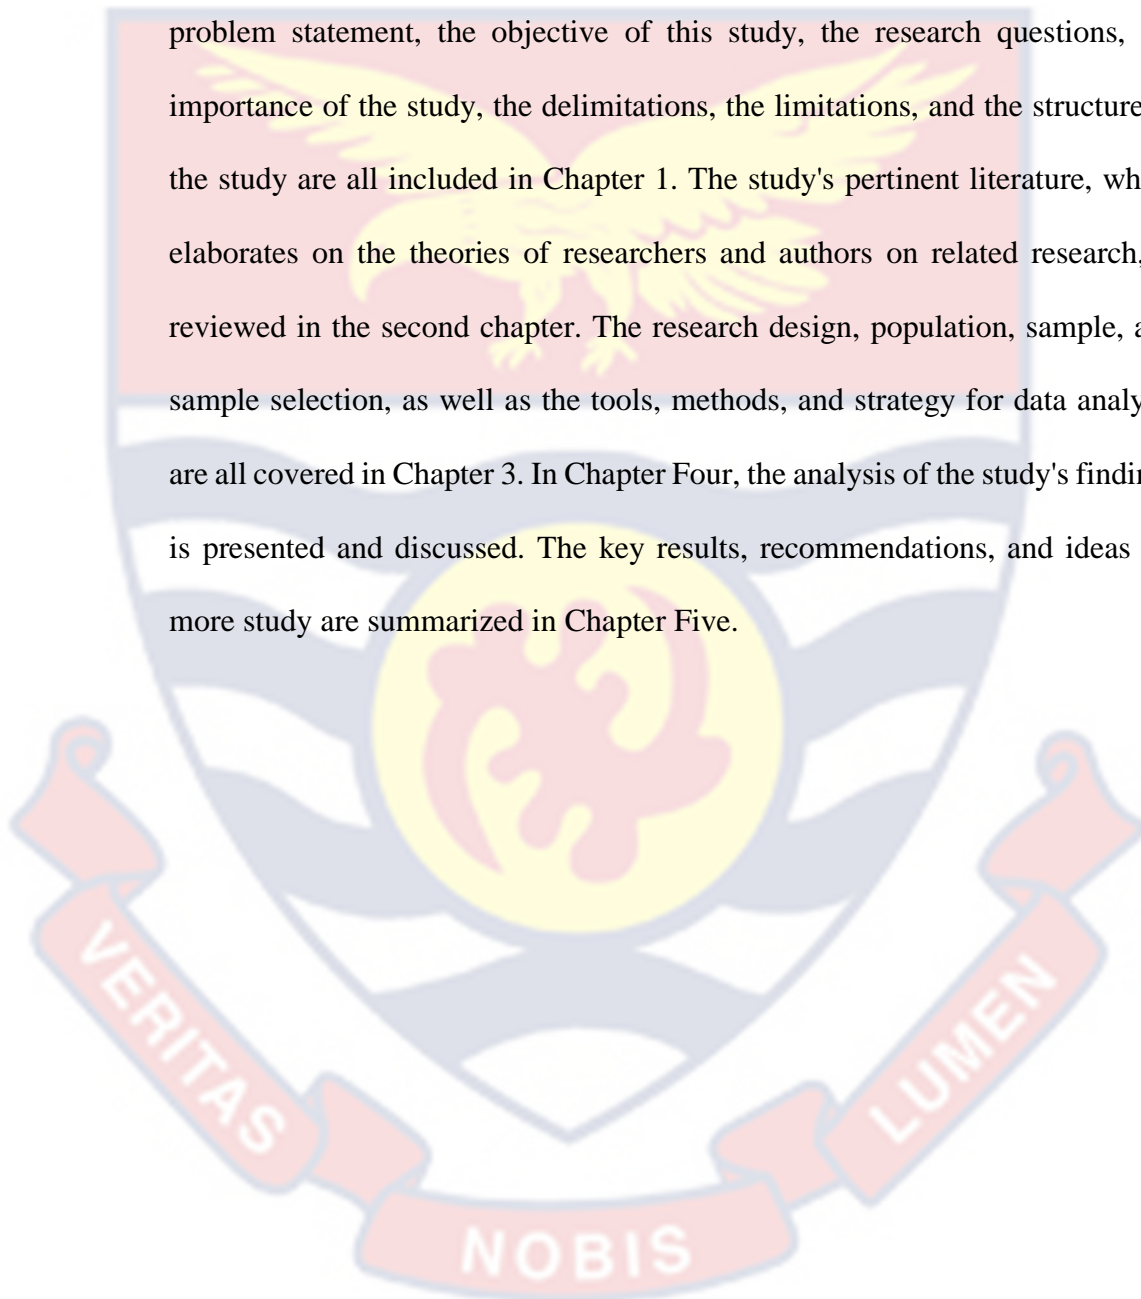 problem statement, the objective of this study, the research questions,
importance of the study, the delimitations, the limitations, and the structure
the study are all included in Chapter 1. The study's pertinent literature,
elaborates on the theories of researchers and authors on related research,
reviewed in the second chapter. The research design, population, sample,
sample selection, as well as the tools, methods, and strategy for data
are all covered in Chapter 3. In Chapter Four, the analysis of the study's
is presented and discussed. The key results, recommendations, and ideas
more study are summarized in Chapter Five.
VERITAS
NOBIS
LUMEN